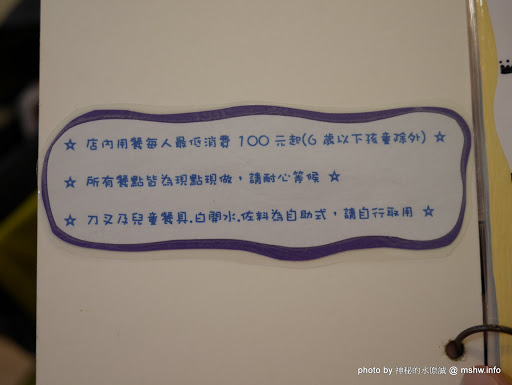 ☆ 店內用餐每人最低消費 100 元起(6 歲以下孩童除外) ☆
☆ 所有餐點皆為現點現做，請耐心等候 ☆
☆ 刀叉及兒童餐具.白開水.佐料為自助式，請自行取用 ☆
photo by 神秘的水瓶誠 @ mshw.info